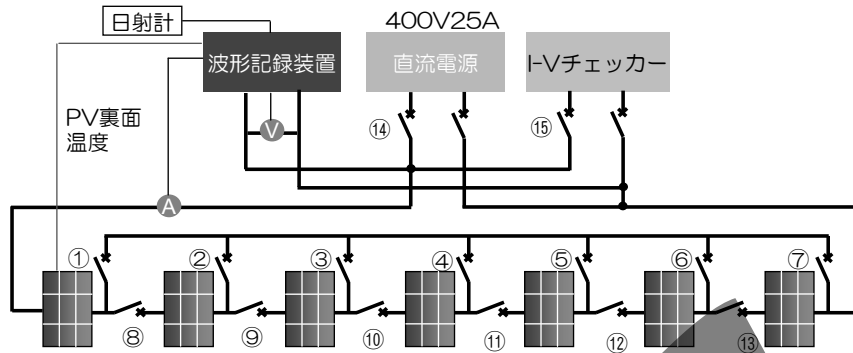 日射計
400V25A
波形記録装置
直流電源
I-Vチェッカー
PV裏面
温度
V
⑭
⑮
A
①
②
③
④
⑤
⑥
⑦
⑧
⑨
⑩
⑪
⑫
⑬